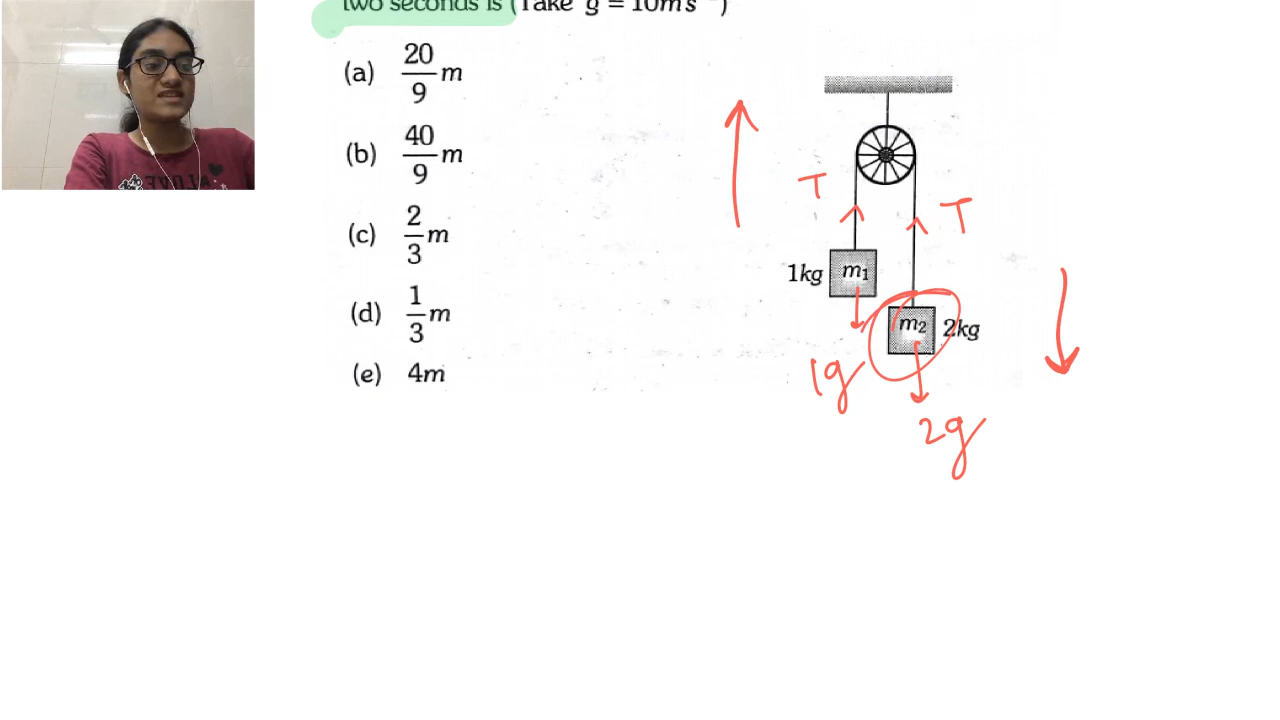 two seconds is (Take g = 10ms
(a) 20/9 m
(b) 40/9 m
(c) 2/3 m
(d) 1/3 m
(e) 4m
T
T
1kg m₁
m₂ 2kg
1g
2g